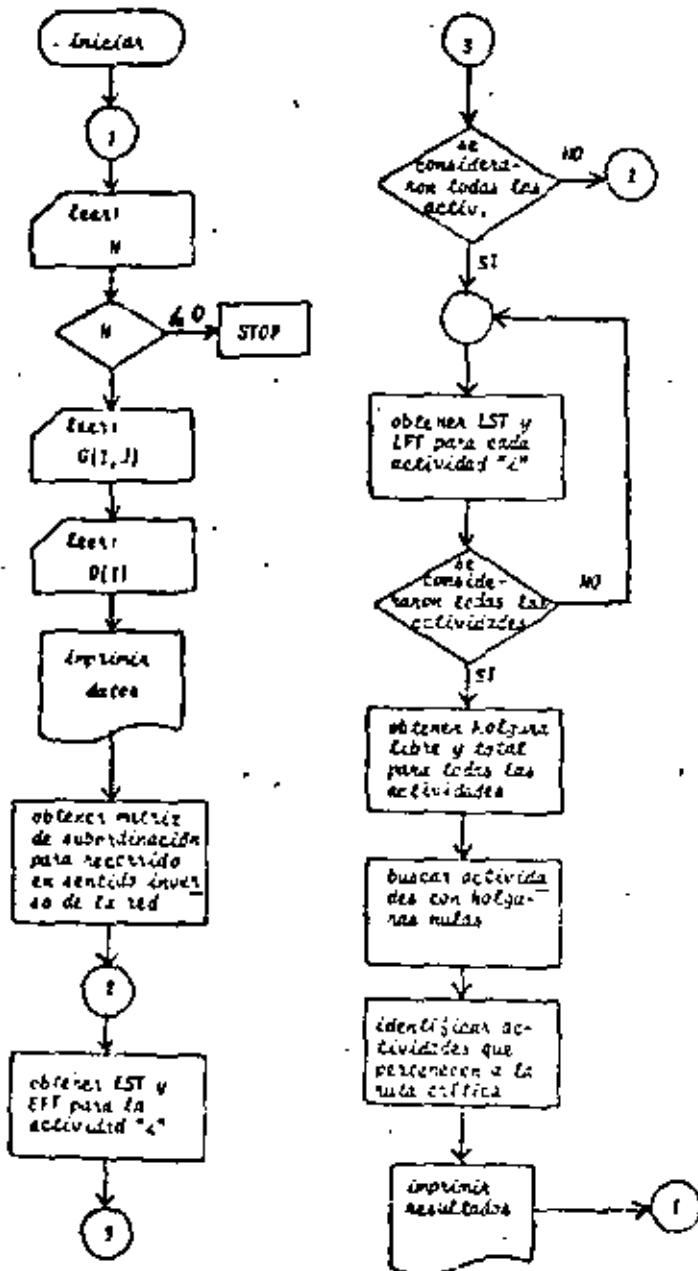 iniciar
1
leer:
N
N
≤ 0
STOP
leer:
G(I,J)
leer:
D(I)
imprimir
datos
obtener matriz
de subordinación
para recorrido
en sentido inver
so de la red
2
obtener EST y
EFT para la
actividad "i"
3
3
se
considera-
ron todas las
activ.
NO
2
SI
obtener LST y
LFT para cada
actividad "i"
se
conside-
raron todas las
actividades
NO
SI
obtener holgura
libre y total
para todas las
actividades
buscar activida
des con holgu-
ras nulas
identificar ac-
tividades que
pertenecen a la
ruta crítica
imprimir
resultados
1